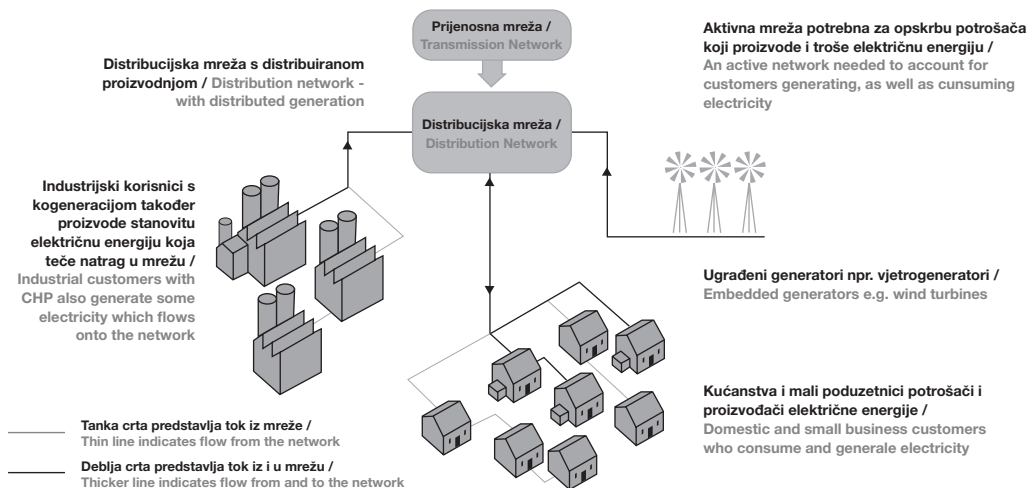 Prijenosna mreža /
Transmission Network
Distribucijska mreža s distribuiranom
proizvodnjom / Distribution network -
with distributed generation
Distribucijska mreža /
Distribution Network
Aktivna mreža potrebna za opskrbu potrošača
koji proizvode i troše električnu energiju /
An active network needed to account for
customers generating, as well as cunsuming
electricity
Industrijski korisnici s
kogeneracijom također
proizvode stanovitu
električnu energiju koja
teče natrag u mrežu /
Industrial customers with
CHP also generate some
electricity which flows
onto the network
Ugrađeni generatori npr. vjetrogeneratori /
Embedded generators e.g. wind turbines
Kućanstva i mali poduzetnici potrošači i
proizvođači električne energije /
Domestic and small business customers
who consume and generale electricity
Tanka crta predstavlja tok iz mreže /
Thin line indicates flow from the network
Deblja crta predstavlja tok iz i u mrežu /
Thicker line indicates flow from and to the network